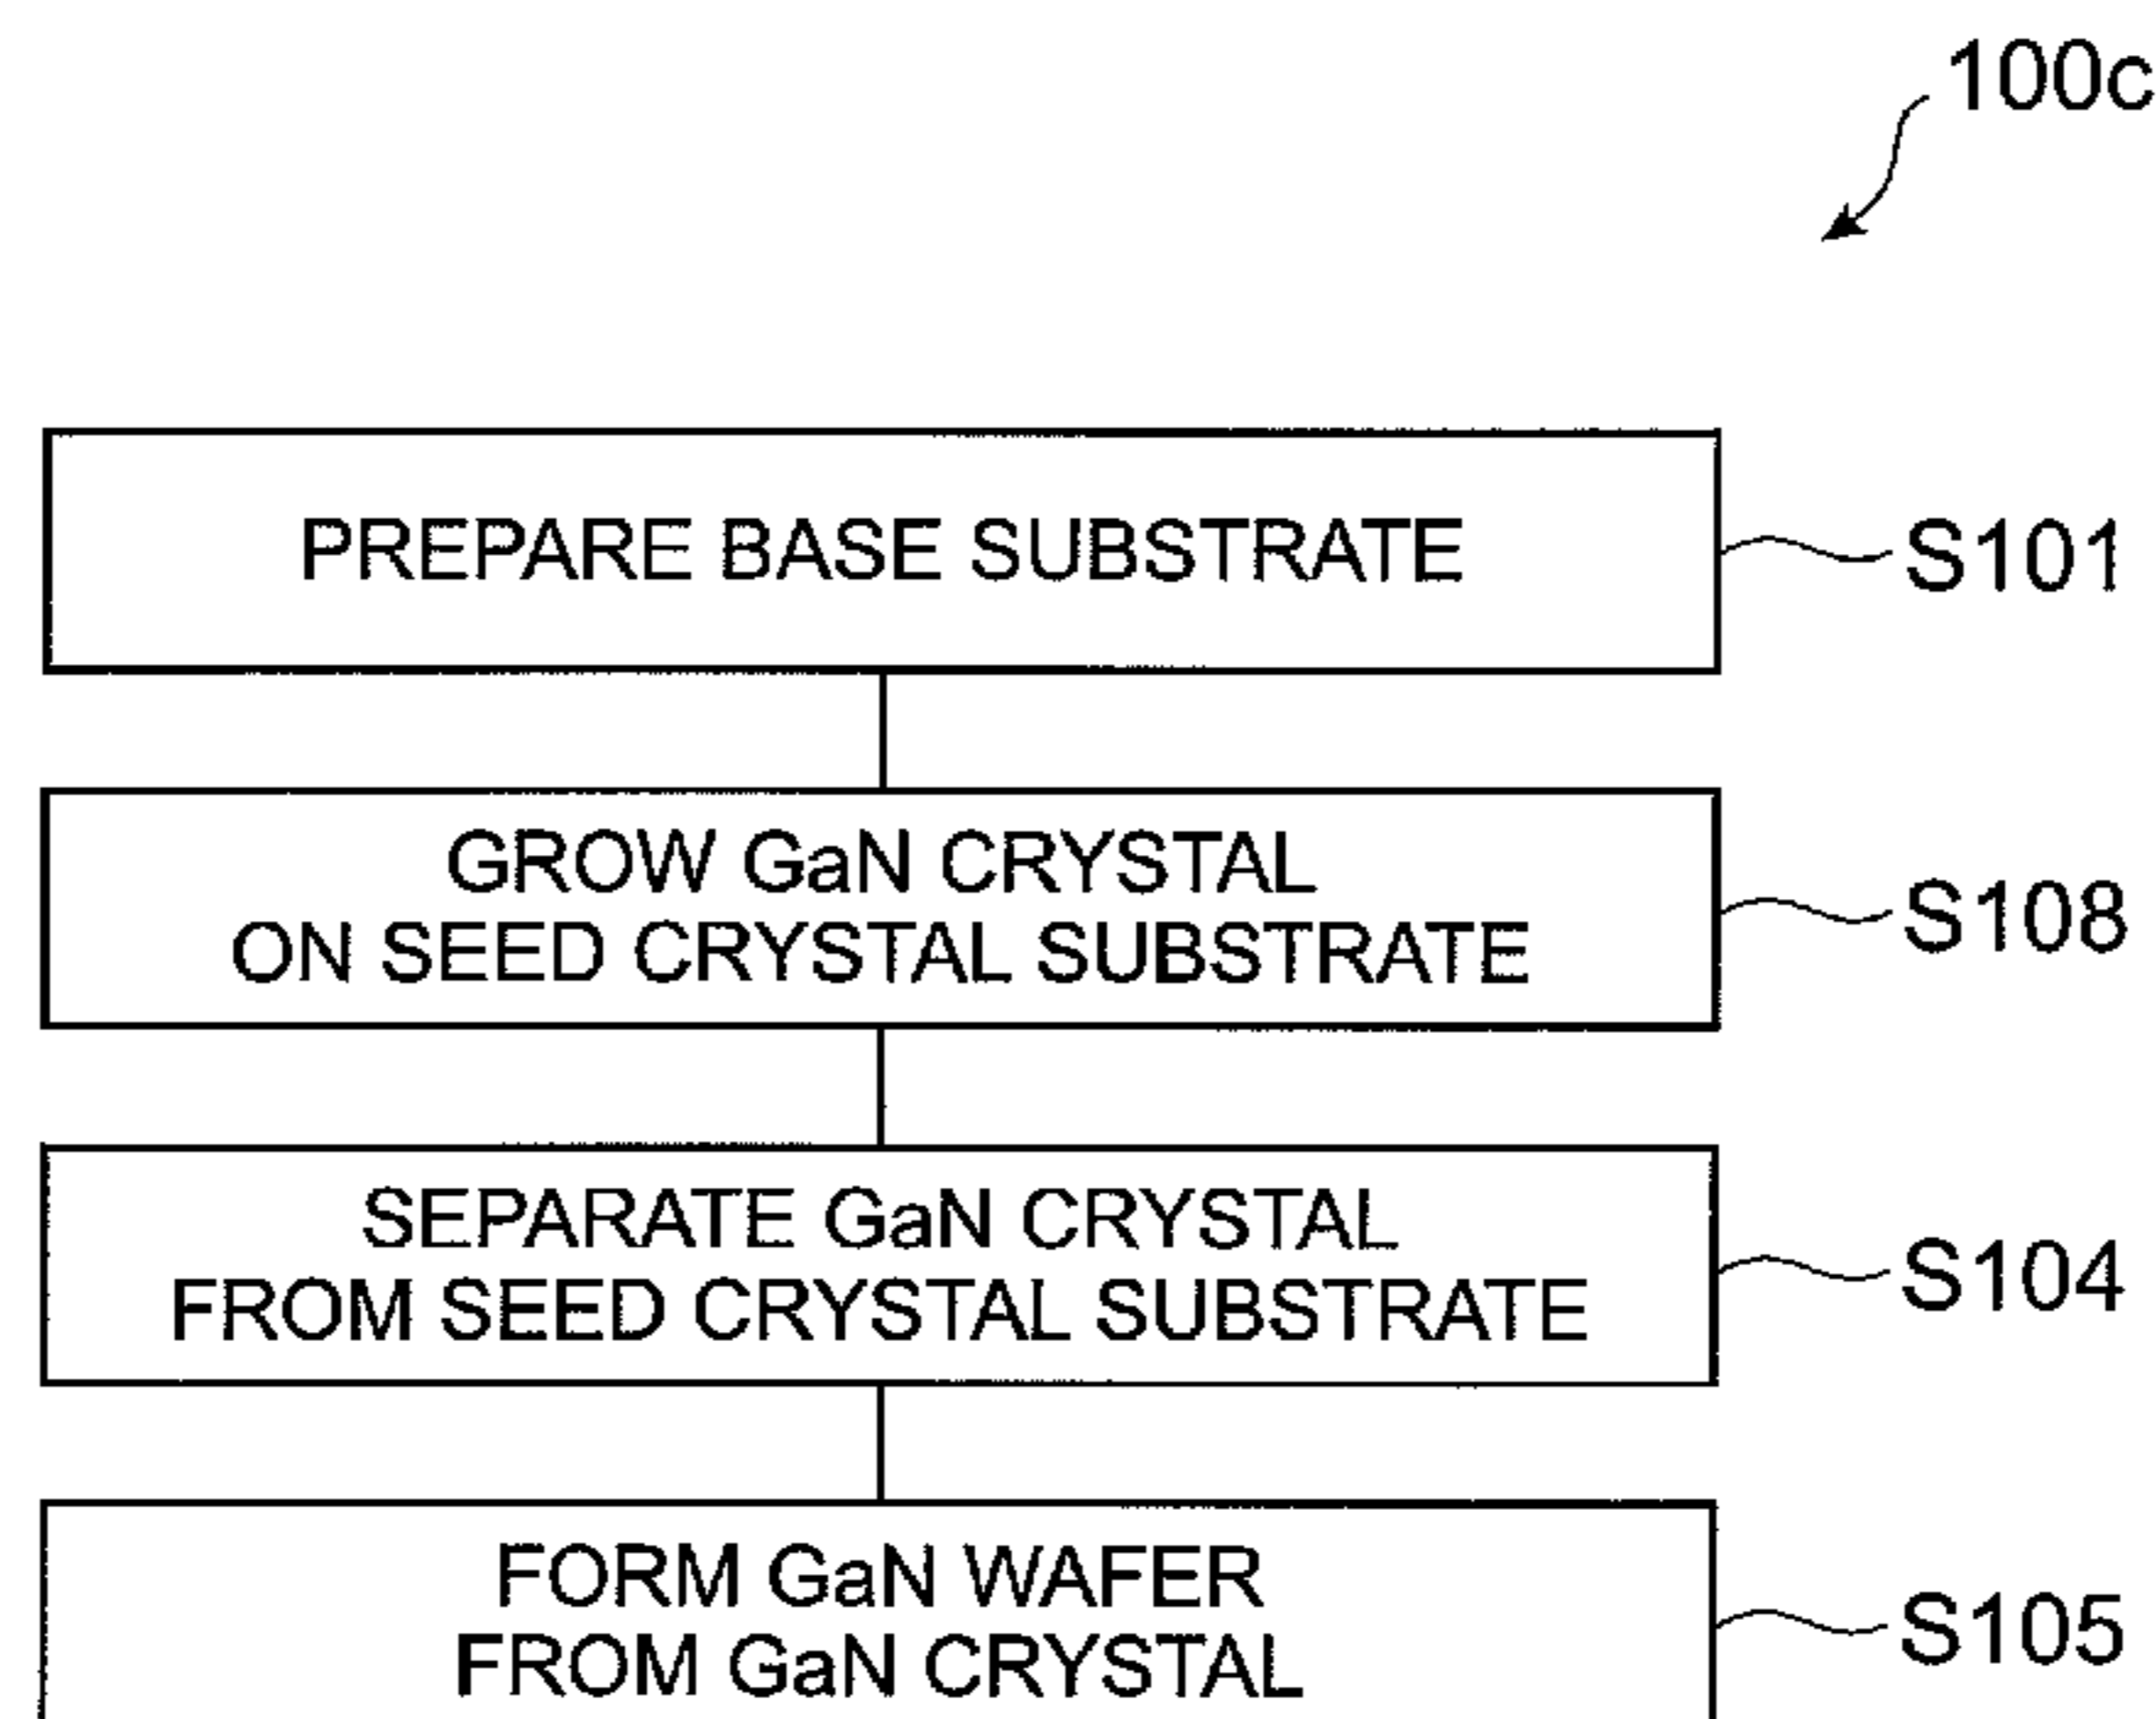 100c
PREPARE BASE SUBSTRATE
S101
GROW GaN CRYSTAL
ON SEED CRYSTAL SUBSTRATE
S108
SEPARATE GaN CRYSTAL
FROM SEED CRYSTAL SUBSTRATE
S104
FORM GaN WAFER
FROM GaN CRYSTAL
S105